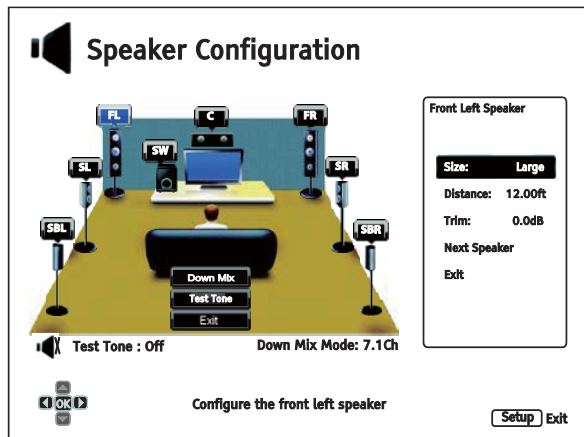 Speaker Configuration
FL
C
FR
SW
SL
SR
SBL
SBR
Down Mix
Test Tone
Exit
Test Tone : Off
Down Mix Mode: 7.1Ch
Front Left Speaker
Size: Large
Distance: 12.00ft
Trim: 0.0dB
Next Speaker
Exit
OK
Configure the front left speaker
Setup Exit